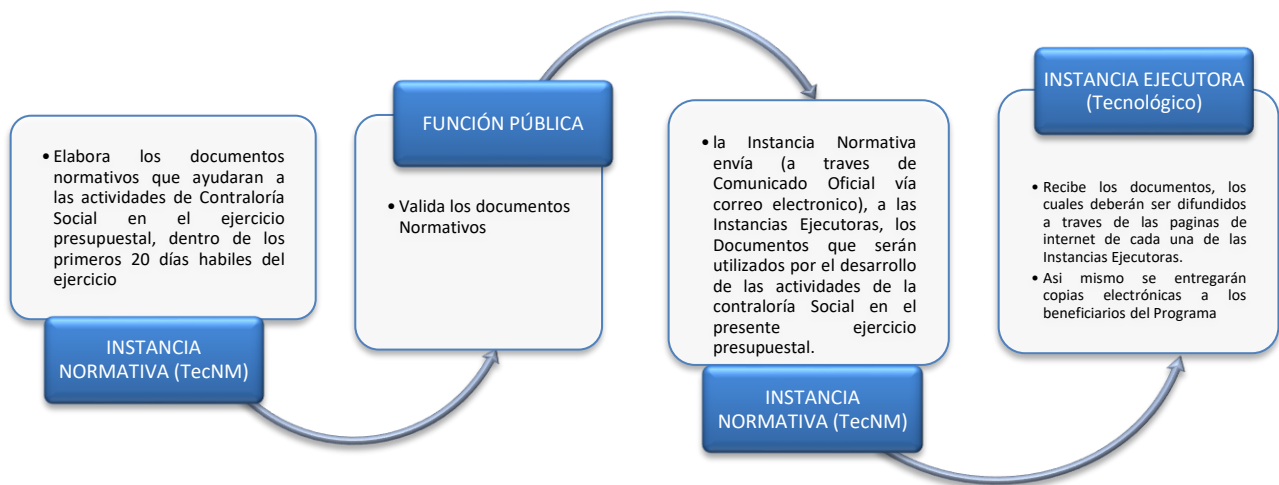 • Elabora los documentos
normativos que ayudaran a
las actividades de Contraloría
Social en el ejercicio
presupuestal, dentro de los
primeros 20 días habiles del
ejercicio
INSTANCIA
NORMATIVA (TecNM)
FUNCIÓN PÚBLICA
• Valida los documentos
Normativos
• la Instancia Normativa
envía (a traves de
Comunicado Oficial vía
correo electronico), a las
Instancias Ejecutoras, los
Documentos que serán
utilizados por el desarrollo
de las actividades de la
contraloría Social en el
presente ejercicio
presupuestal.
INSTANCIA
NORMATIVA (TecNM)
INSTANCIA EJECUTORA
(Tecnológico)
• Recibe los documentos, los
cuales deberán ser difundidos
a traves de las paginas de
internet de cada una de las
Instancias Ejecutoras.
• Asi mismo se entregarán
copias electrónicas a los
beneficiarios del Programa